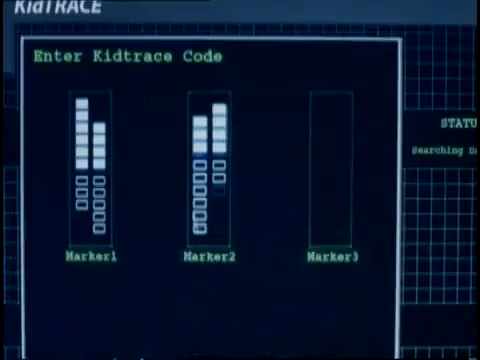 KidTRACE
Enter Kidtrace Code
STATU
Searching D
Marker1
Marker2
Marker3